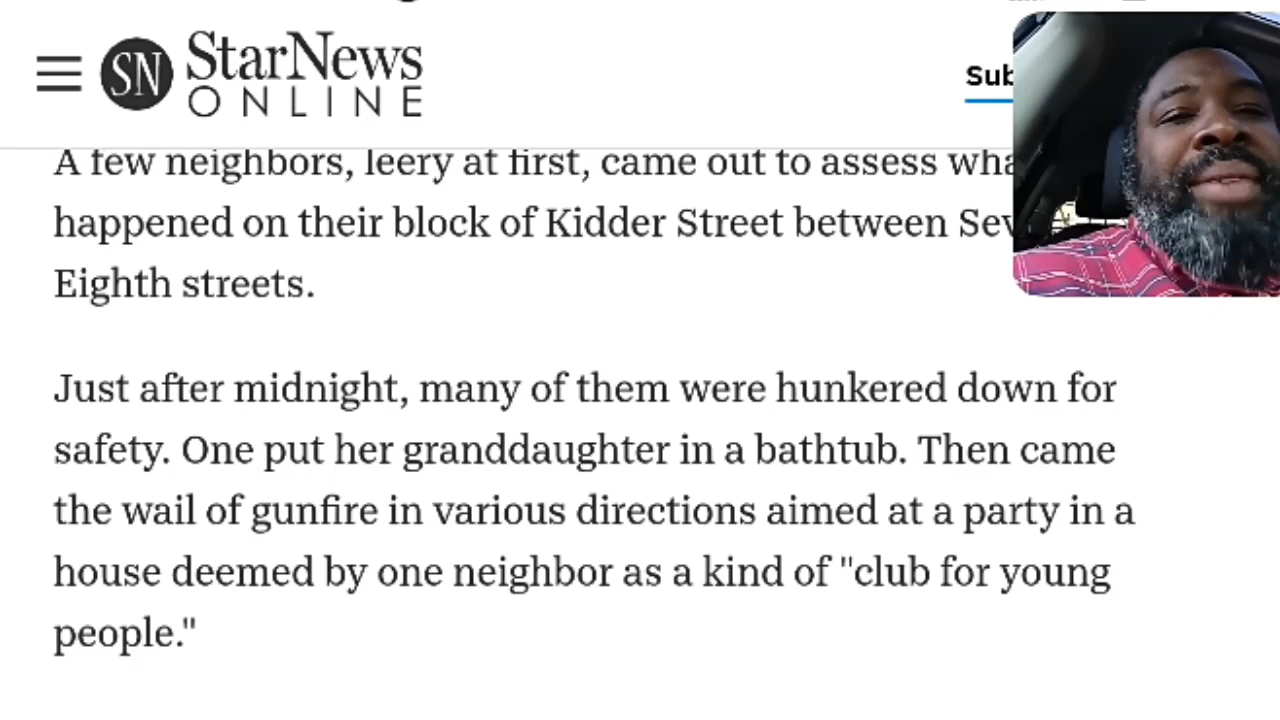 SN StarNews
ONLINE
Sub
A few neighbors, leery at first, came out to assess
happened on their block of Kidder Street between
Eighth streets.
Just after midnight, many of them were hunkered down for
safety. One put her granddaughter in a bathtub. Then came
the wail of gunfire in various directions aimed at a party in a
house deemed by one neighbor as a kind of "club for young
people."